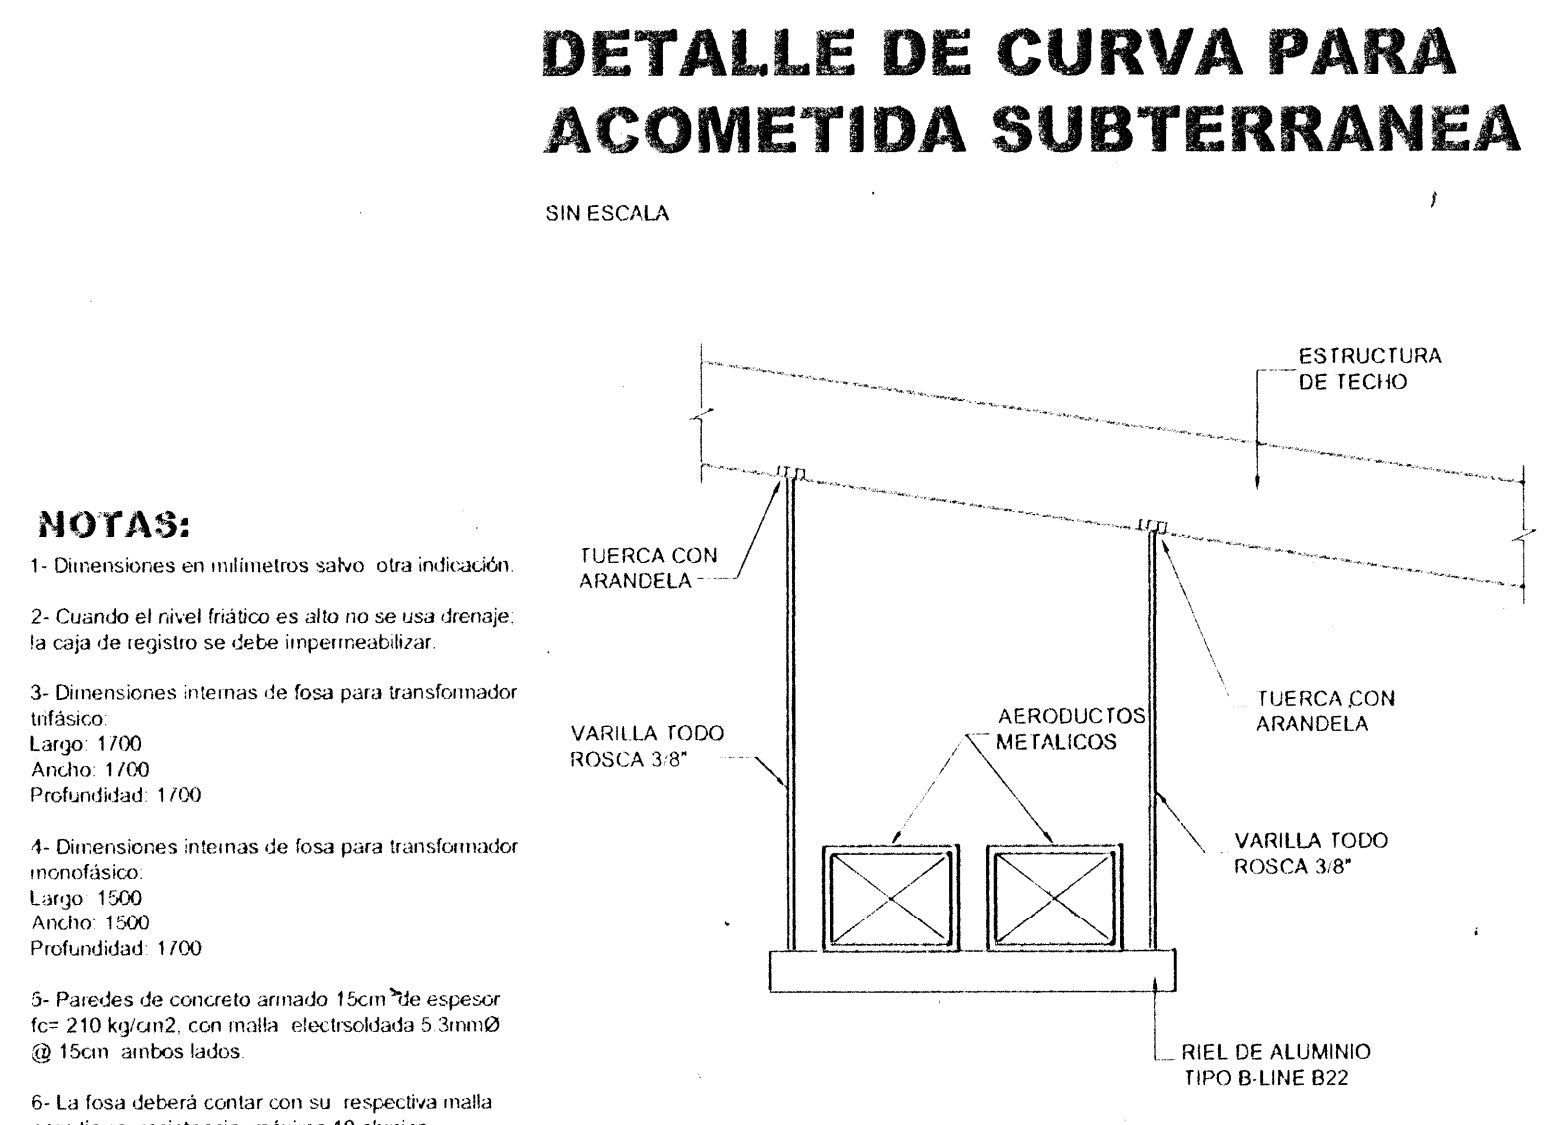 DETALLE DE CURVA PARA
ACOMETIDA SUBTERRANEA
SIN ESCALA
ESTRUCTURA
DE TECHO
TUERCA CON
ARANDELA
TUERCA CON
ARANDELA
VARILLA TODO
ROSCA 3/8"
AERODUCTOS
METALICOS
VARILLA TODO
ROSCA 3/8"
RIEL DE ALUMINIO
TIPO B-LINE B22
NOTAS:
1- Dimensiones en milímetros salvo otra indicación.
2- Cuando el nivel friático es alto no se usa drenaje;
la caja de registro se debe impermeabilizar.
3- Dimensiones internas de fosa para transformador
trifásico:
Largo: 1700
Ancho: 1700
Profundidad: 1700
4- Dimensiones internas de fosa para transformador
monofásico:
Largo: 1500
Ancho: 1500
Profundidad: 1700
5- Paredes de concreto armado 15cm de espesor
fc= 210 kg/cm2, con malla electrsoldada 5.3mmØ
@ 15cm ambos lados.
6- La fosa deberá contar con su respectiva malla